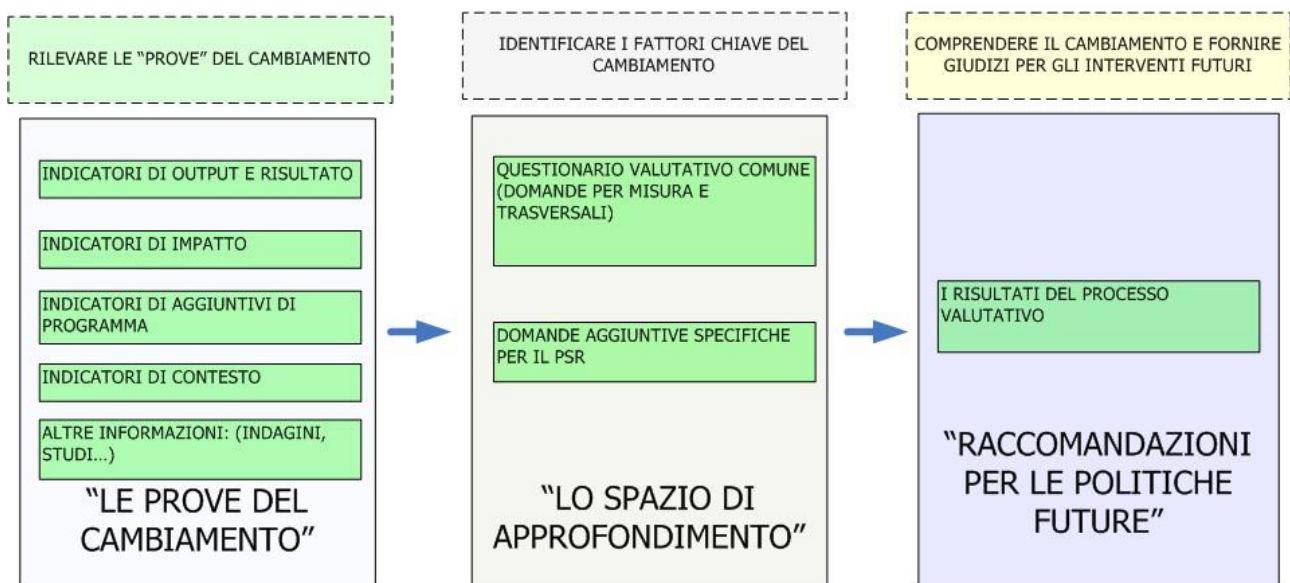 RILEVARE LE “PROVE” DEL CAMBIAMENTO
INDICATORI DI OUTPUT E RISULTATO
INDICATORI DI IMPATTO
INDICATORI DI AGGIUNTIVI DI
PROGRAMMA
INDICATORI DI CONTESTO
ALTRE INFORMAZIONI: (INDAGINI,
STUDI...)
“LE PROVE DEL
CAMBIAMENTO”
IDENTIFICARE I FATTORI CHIAVE DEL
CAMBIAMENTO
QUESTIONARIO VALUTATIVO COMUNE
(DOMANDE PER MISURA E
TRASVERSALI)
DOMANDE AGGIUNTIVE SPECIFICHE
PER IL PSR
“LO SPAZIO DI
APPROFONDIMENTO”
COMPRENDERE IL CAMBIAMENTO E FORNIRE
GIUDIZI PER GLI INTERVENTI FUTURI
I RISULTATI DEL PROCESSO
VALUTATIVO
“RACCOMANDAZIONI
PER LE POLITICHE
FUTURE”